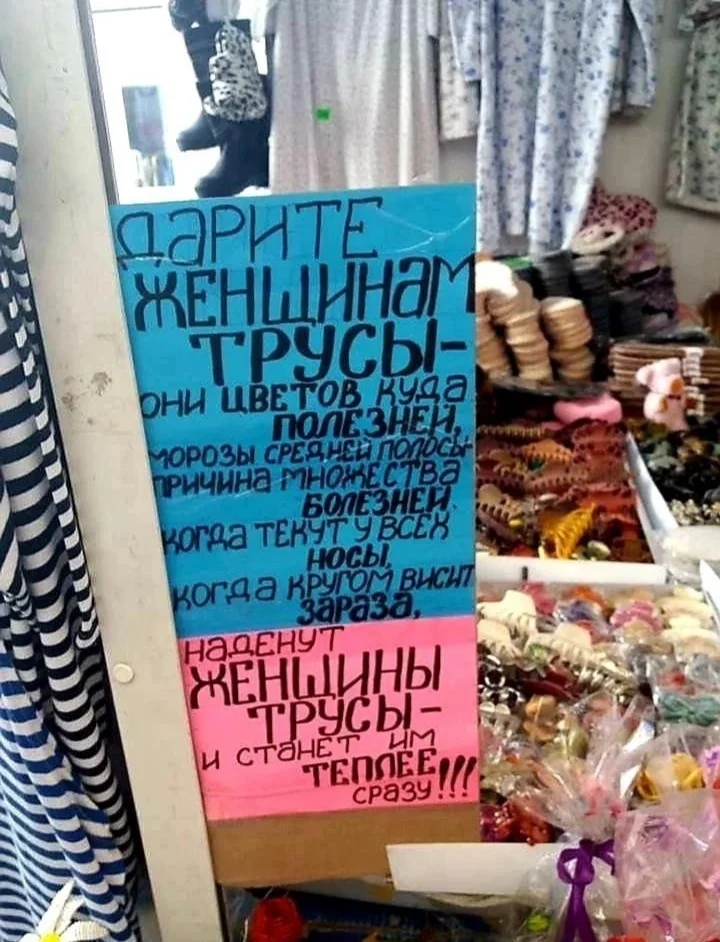 ДАРИТЕ
ЖЕНЩИНАМ
ТРУСЫ-
ОНИ ЦВЕТОВ КУДА
ПОЛЕЗНЕЙ,
МОРОЗЫ СРЕДНЕЙ ПОЛОСЫ-
ПРИЧИНА МНОЖЕСТВА
БОЛЕЗНЕЙ.
КОГДА ТЕКУТ У ВСЕХ
НОСЫ,
КОГДА КРУГОМ ВИСИТ
ЗАРАЗА,
НАДЕНУТ
ЖЕНЩИНЫ
ТРУСЫ-
И СТАНЕТ ИМ
ТЕПЛЕЕ
СРАЗУ!!!